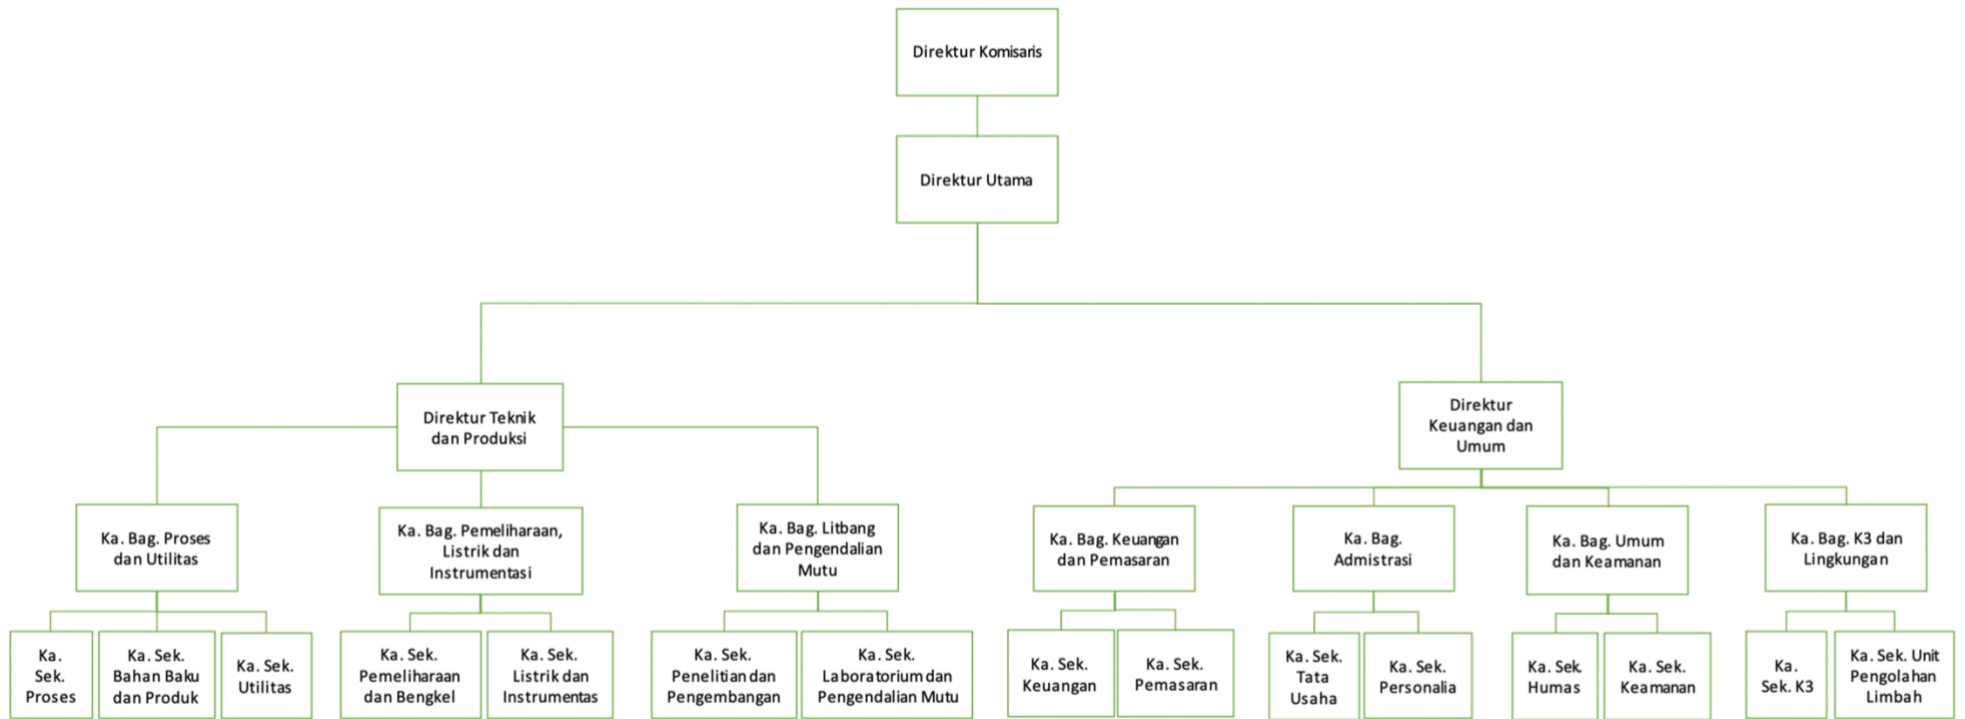 Direktur Komisaris
Direktur Utama
Direktur Teknik
dan Produksi
Direktur
Keuangan dan
Umum
Ka. Bag. Proses
dan Utilitas
Ka. Bag. Pemeliharaan,
Listrik dan
Instrumentasi
Ka. Bag. Litbang
dan Pengendalian
Mutu
Ka. Bag. Keuangan
dan Pemasaran
Ka. Bag.
Admistrasi
Ka. Bag. Umum
dan Keamanan
Ka. Bag. K3 dan
Lingkungan
Ka.
Sek.
Proses
Ka. Sek.
Bahan Baku
dan Produk
Ka. Sek.
Utilitas
Ka. Sek.
Pemeliharaan
dan Bengkel
Ka. Sek.
Listrik dan
Instrumentas
Ka. Sek.
Penelitian dan
Pengembangan
Ka. Sek.
Laboratorium dan
Pengendalian Mutu
Ka. Sek.
Keuangan
Ka. Sek.
Pemasaran
Ka. Sek.
Tata
Usaha
Ka. Sek.
Personalia
Ka. Sek.
Humas
Ka. Sek.
Keamanan
Ka.
Sek. K3
Ka. Sek. Unit
Pengolahan
Limbah